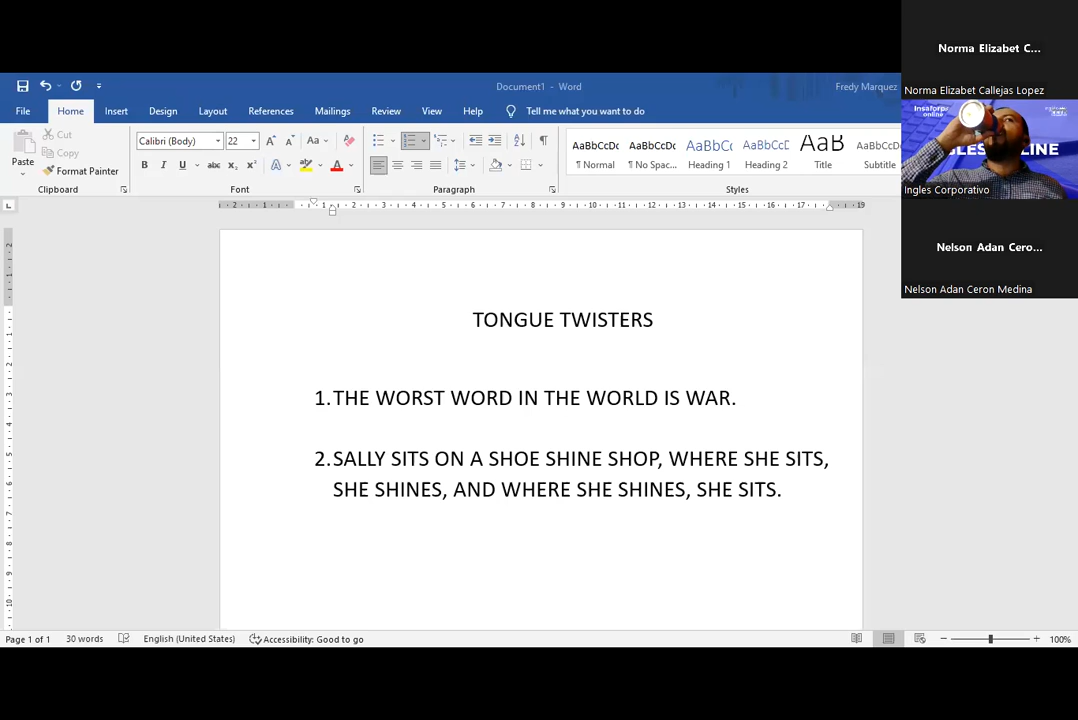 Norma Elizabet C...
Norma Elizabet Callejas Lopez
Document1 - Word
Fredy Marquez
File Home Insert Design Layout References Mailings Review View Help Tell me what you want to do
Paste
Cut
Copy
Format Painter
Clipboard
Calibri (Body) 22
Font
Paragraph
AaBbCcDc AaBbCcDc AaBbCcD AaBbCcD AaB AaBbCcD
¶ Normal ¶ No Spac... Heading 1 Heading 2 Title Subtitle
Styles
Insaforp
online
ONLINE
Ingles Corporativo
Nelson Adan Cero...
Nelson Adan Ceron Medina
TONGUE TWISTERS
1. THE WORST WORD IN THE WORLD IS WAR.
2. SALLY SITS ON A SHOE SHINE SHOP, WHERE SHE SITS,
SHE SHINES, AND WHERE SHE SHINES, SHE SITS.
Page 1 of 1 30 words English (United States) Accessibility: Good to go 100%